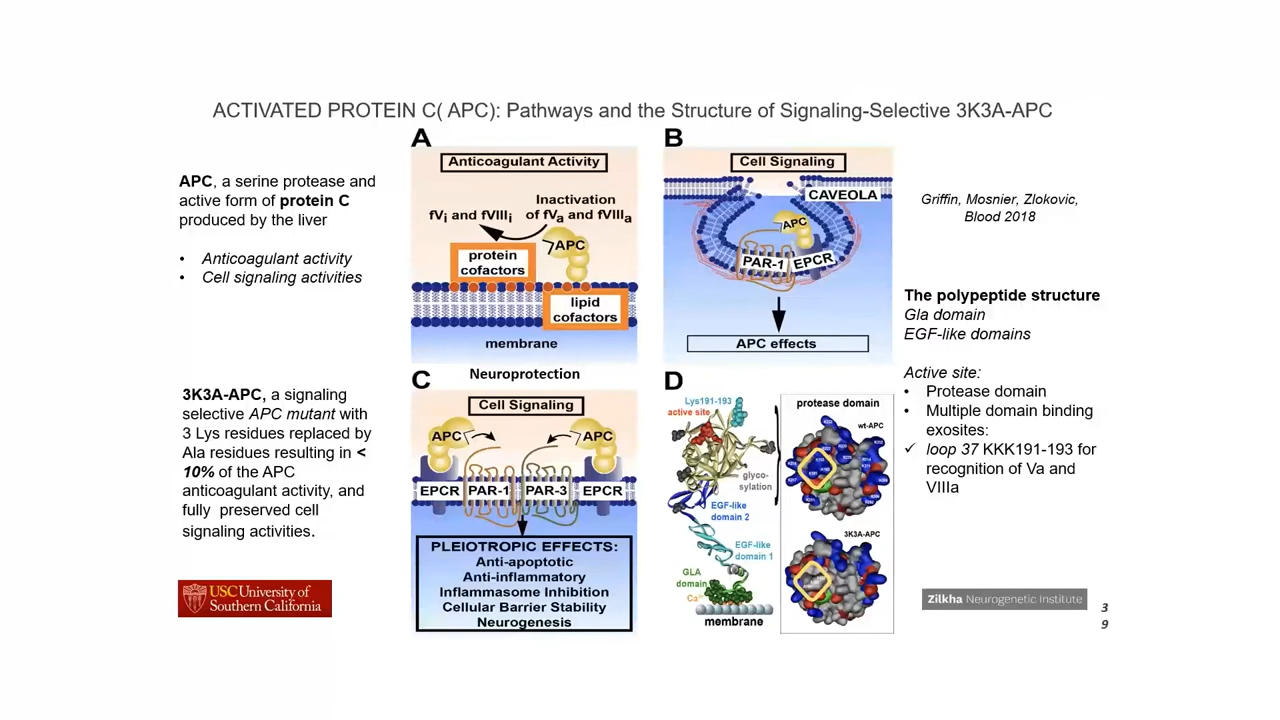 ACTIVATED PROTEIN C( APC): Pathways and the Structure of Signaling-Selective 3K3A-APC
APC, a serine protease and
active form of protein C
produced by the liver
• Anticoagulant activity
• Cell signaling activities
3K3A-APC, a signaling
selective APC mutant with
3 Lys residues replaced by
Ala residues resulting in <
10% of the APC
anticoagulant activity, and
fully preserved cell
signaling activities.
USC University of
Southern California
A
Anticoagulant Activity
Inactivation
fVi and fVIIIi of fVa and fVIIIa
APC
protein
cofactors
lipid
cofactors
membrane
B
Cell Signaling
CAVEOLA
APC
PAR-1 EPCR
APC effects
Neuroprotection
C
Cell Signaling
APC APC
EPCR PAR-1 PAR-3 EPCR
PLEIOTROPIC EFFECTS:
Anti-apoptotic
Anti-inflammatory
Inflammasome Inhibition
Cellular Barrier Stability
Neurogenesis
D
Lys191-193
active site
glyco-
sylation
EGF-like
domain 2
EGF-like
domain 1
GLA
domain
membrane
protease domain
wt-APC
3K3A-APC
Griffin, Mosnier, Zlokovic,
Blood 2018
The polypeptide structure
Gla domain
EGF-like domains
Active site:
• Protease domain
• Multiple domain binding
exosites:
✓ loop 37 KKK191-193 for
recognition of Va and
VIIIa
Zilkha Neurogenetic Institute
3
9